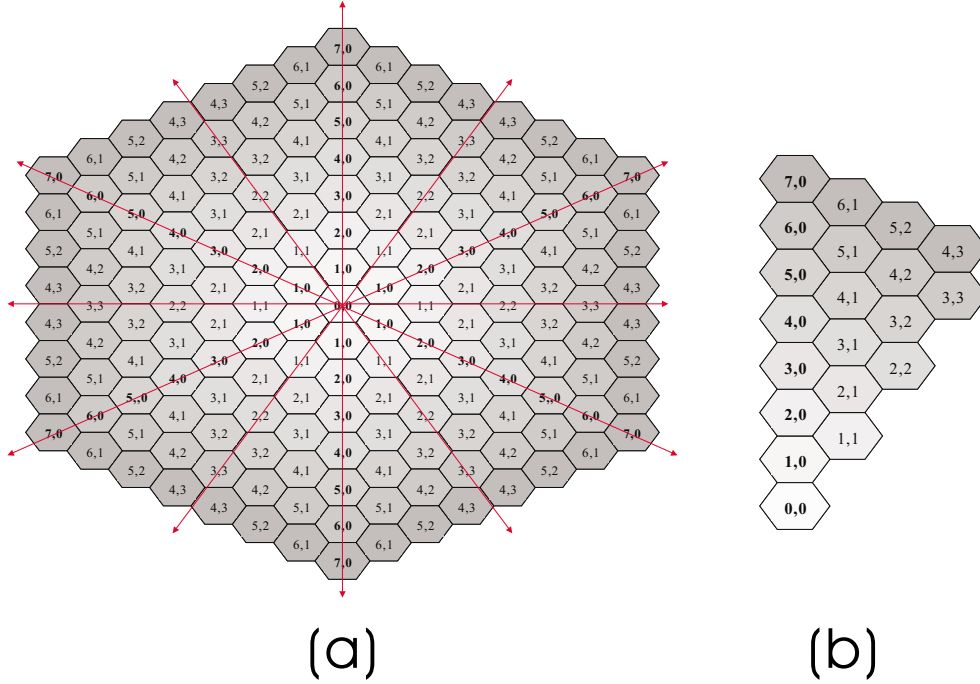 7,0
6,1 6,1
5,2 6,0 5,2
4,3 5,1 5,1 4,3
4,3 4,2 5,0 4,2 4,3
5,2 3,3 4,1 4,1 3,3 5,2
6,1 4,2 3,2 4,0 3,2 4,2 6,1
7,0 5,1 3,2 3,1 3,1 3,2 5,1 7,0
6,0 4,1 2,2 3,0 2,2 4,1 6,0
6,1 5,0 3,1 2,1 2,1 3,1 5,0 6,1
5,1 4,0 2,1 2,0 2,1 4,0 5,1
5,2 4,1 3,0 1,1 1,1 3,0 4,1 5,2
4,2 3,1 2,0 1,0 2,0 3,1 4,2
4,3 3,2 2,1 1,0 1,0 2,1 3,2 4,3
3,3 2,2 1,1 0,0 1,1 2,2 3,3
4,3 3,2 2,1 1,0 1,0 2,1 3,2 4,3
4,2 3,1 2,0 1,0 2,0 3,1 4,2
5,2 4,1 3,0 1,1 1,1 3,0 4,1 5,2
5,1 4,0 2,1 2,0 2,1 4,0 5,1
6,1 5,,0 3,1 2,1 2,1 3,1 5,,0 6,1
6,0 4,1 2,2 3,0 2,2 4,1 6,0
7,0 5,1 3,2 3,1 3,1 3,2 5,1 7,0
6,1 4,2 3,2 4,0 3,2 4,2 6,1
5,2 3,3 4,1 4,1 3,3 5,2
4,3 4,2 5,0 4,2 4,3
4,3 5,1 5,1 4,3
5,2 6,0 5,2
6,1 6,1
7,0
(a)
7,0
6,1
6,0 5,2
5,1 4,3
5,0 4,2
4,1 3,3
4,0 3,2
3,1
3,0 2,2
2,1
2,0
1,1
1,0
0,0
(b)